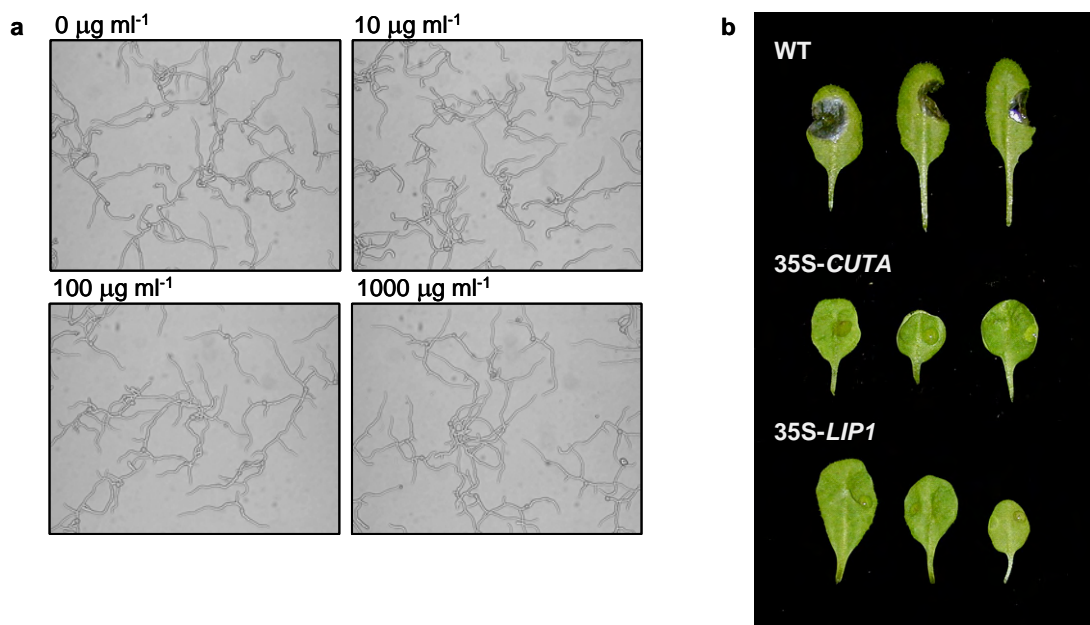 a
0 µg ml-1
10 µg ml-1
100 µg ml-1
1000 µg ml-1
b
WT
35S-CUTA
35S-LIP1